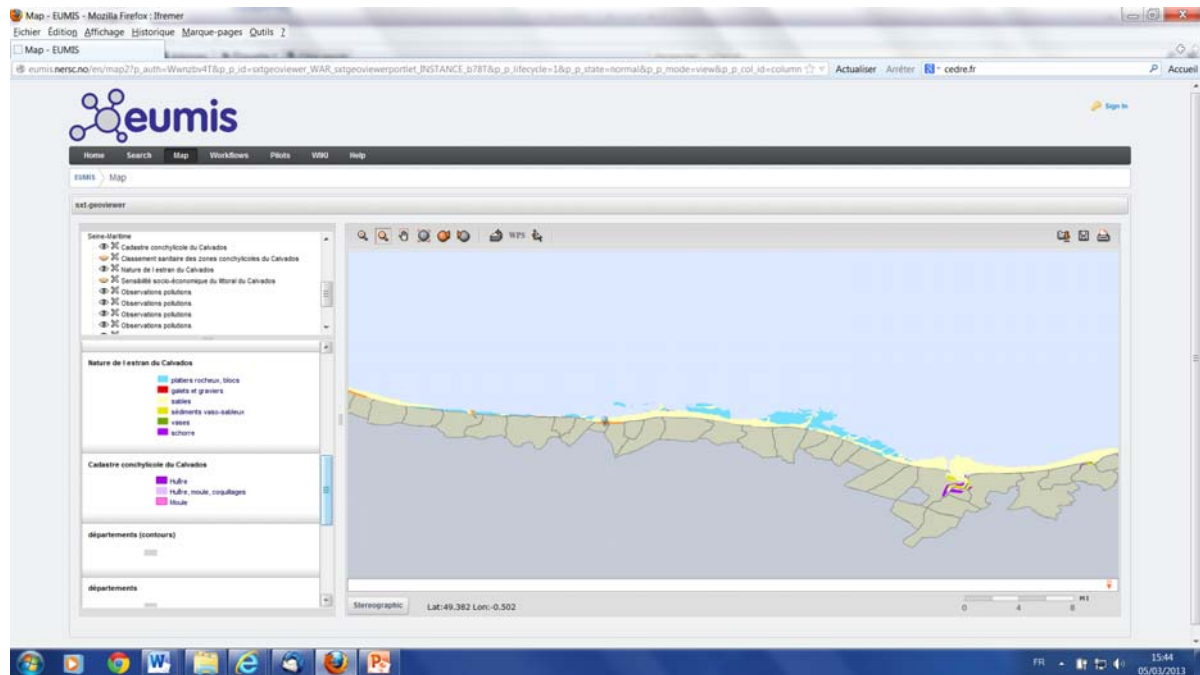 Map - EUMIS - Mozilla Firefox : Ifremer
Eichier Edition Affichage Historique Marque-pages Qutils ?
Map - EUMIS
Actualiser Arrêter cedre.fr Accueil
eumis
Sign In
Home Search Map Workflows Pilots WIKI Help
EUMIS Map
sxt-geoviewer
Seine-Maritime
Cadastre conchylicole du Calvados
Classement sanitaire des zones conchylicoles du Calvados
Nature de l estran du Calvados
Sensibilité socio-économique du littoral du Calvados
Observations pollutions
Observations pollutions
Observations pollutions
Observations pollutions
WPS
Nature de l estran du Calvados
platiers rocheux, blocs
galets et graviers
sables
sédiments vaso-sableux
vases
schorre
Cadastre conchylicole du Calvados
Huître
Huître, moule, coquillages
Moule
départements (contours)
départements
Stereographic Lat:49.382 Lon:-0.502
MI
0 4 8
FR
15:44
05/03/2013